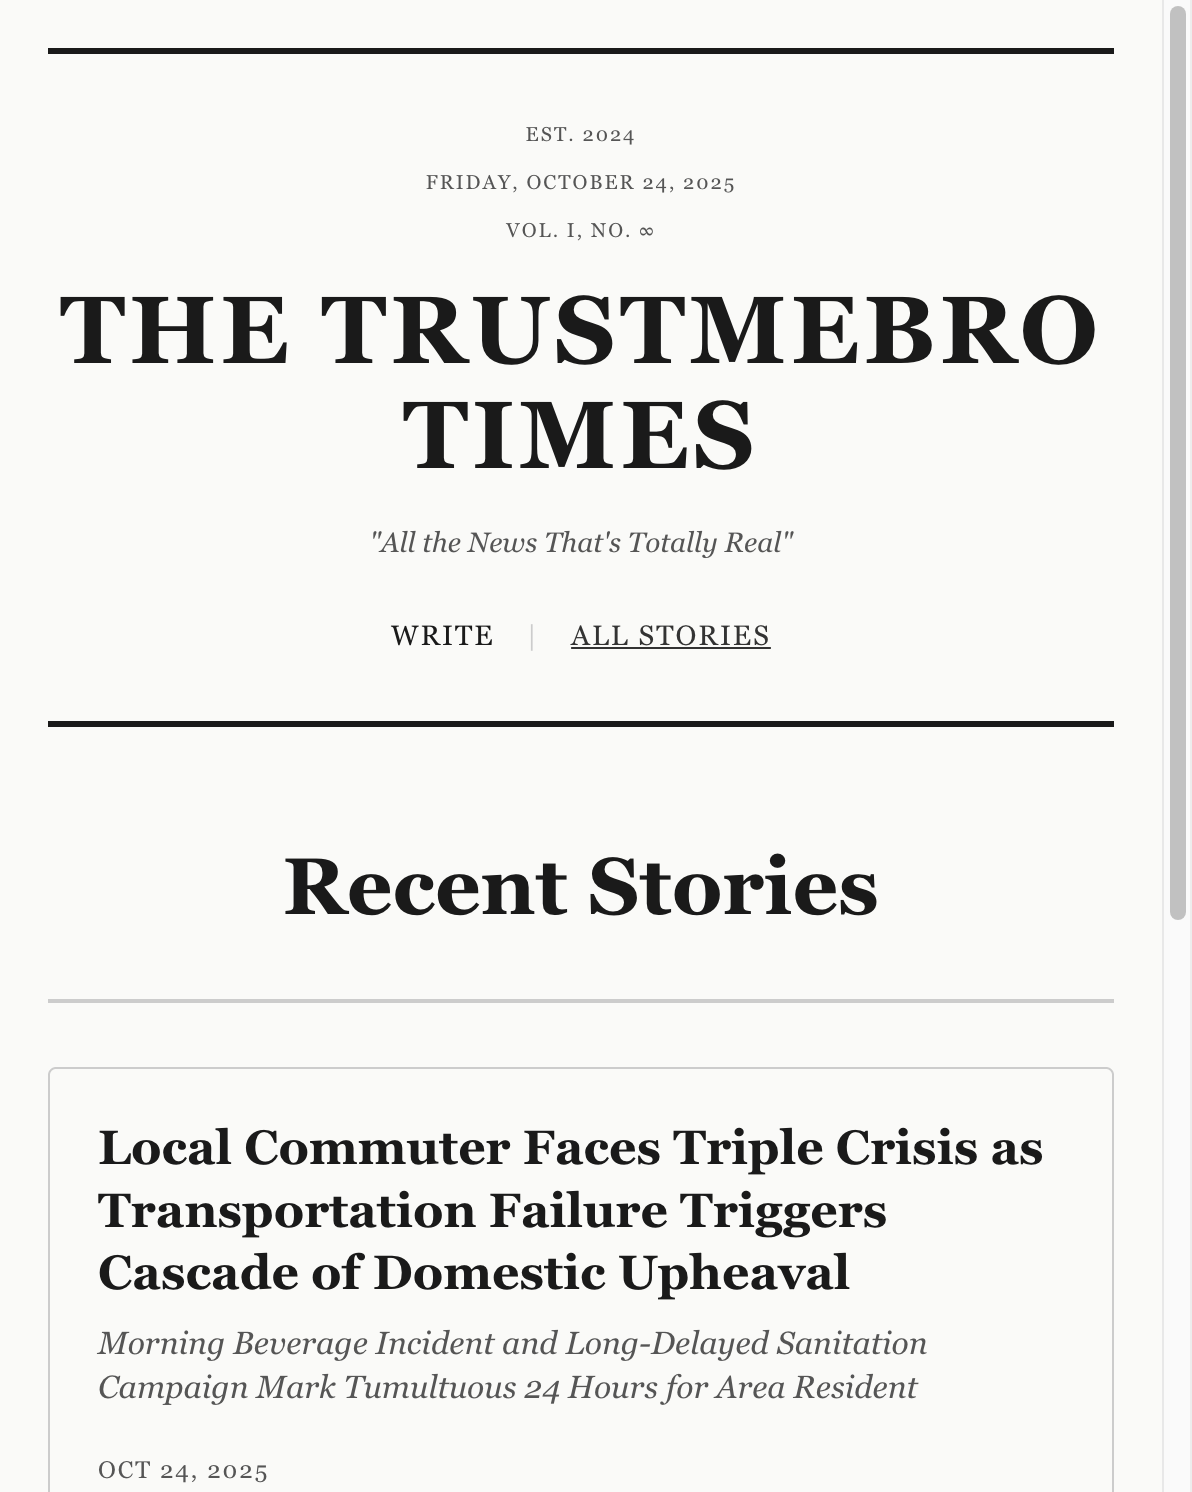 EST. 2024
FRIDAY, OCTOBER 24, 2025
VOL. I, NO. ∞
THE TRUSTMEBRO
TIMES
"All the News That's Totally Real"
WRITE | ALL STORIES
Recent Stories
Local Commuter Faces Triple Crisis as
Transportation Failure Triggers
Cascade of Domestic Upheaval
Morning Beverage Incident and Long-Delayed Sanitation
Campaign Mark Tumultuous 24 Hours for Area Resident
OCT 24, 2025